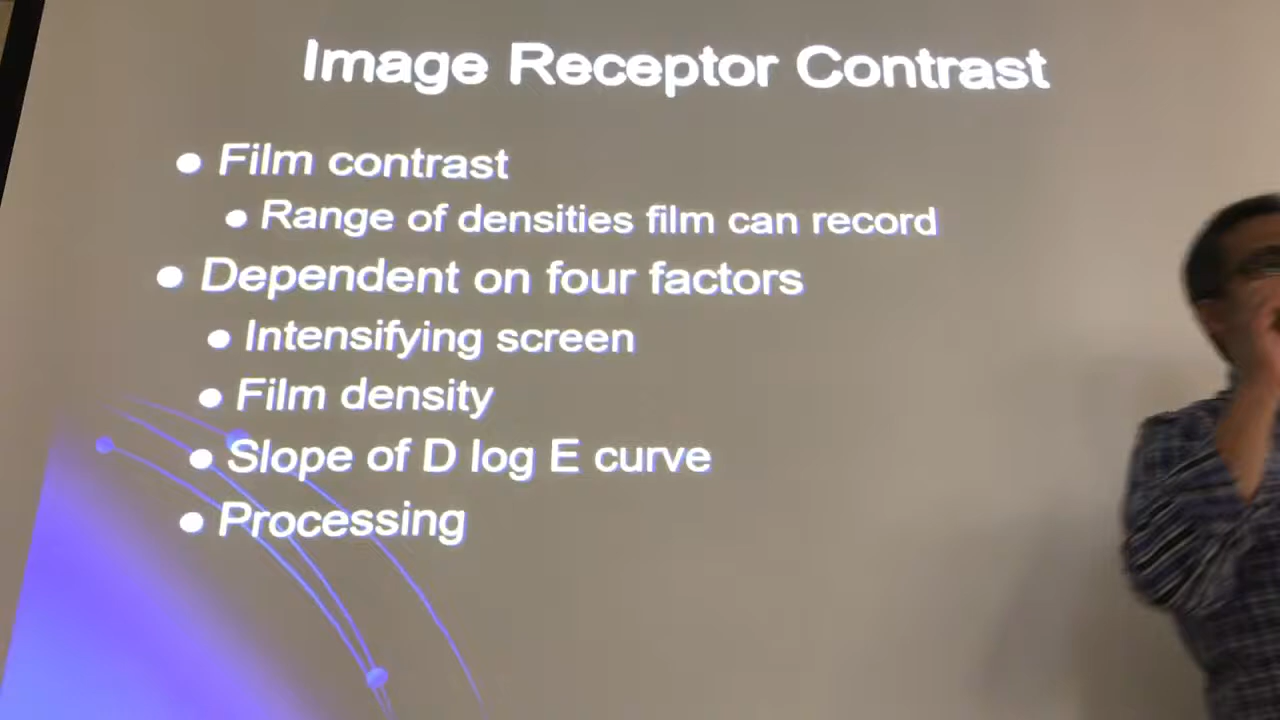 Image Receptor Contrast
Film contrast
Range of densities film can record
Dependent on four factors
Intensifying screen
Film density
Slope of D log E curve
Processing